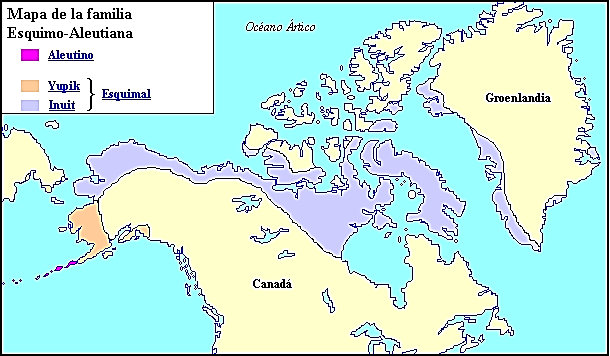 Mapa de la familia
Esquimo-Aleutiana
Aleutino
Yupik
Inuit
Esquimal
Océano Ártico
Groenlandia
Canadá